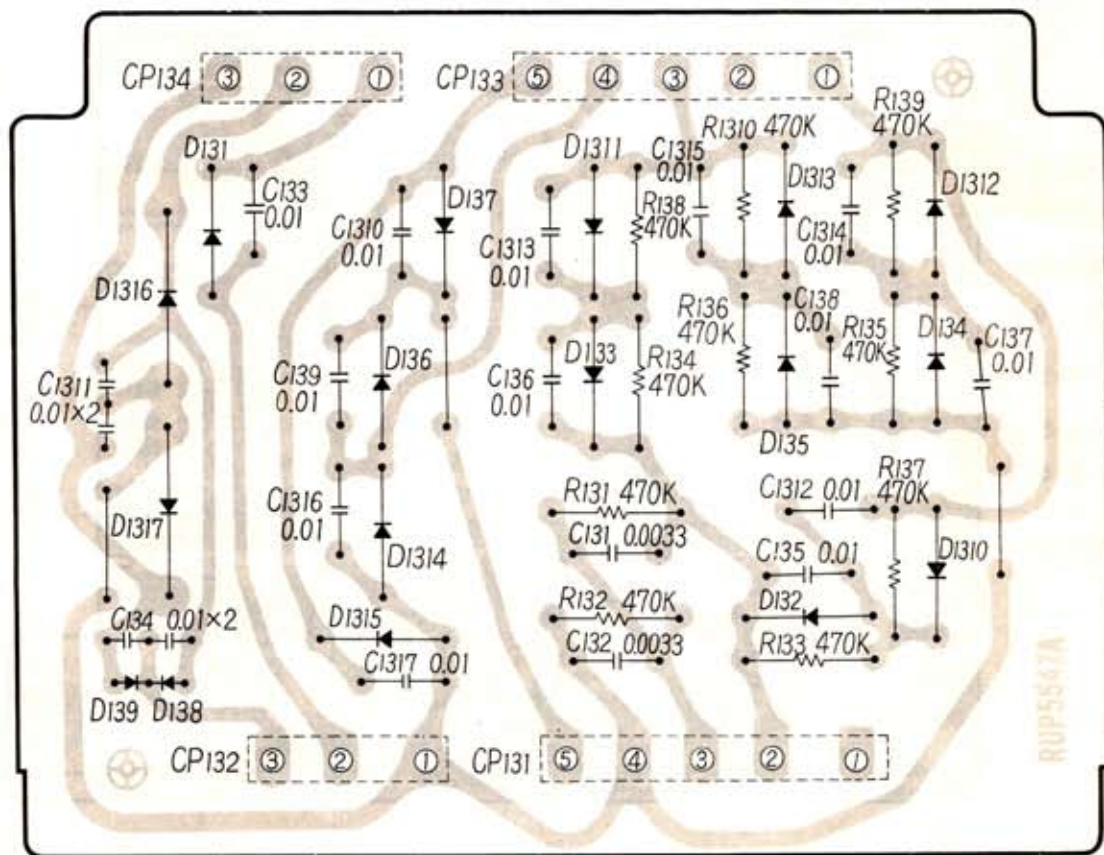 CP134 ③ ② ①
CP133 ⑤ ④ ③ ② ①
D131
C133
0.01
D137
C1310
0.01
D1311
C1313
0.01
R138
470K
C1315
0.01
R1310 470K
D1313
R139
470K
C1314
0.01
D1312
D1316
C1311
0.01×2
C139
0.01
D136
C136
0.01
D133
R134
470K
R136
470K
C138
0.01
D135
R135
470K
D134
C137
0.01
D1317
C1316
0.01
D1314
R131 470K
C131 0.0033
C1312 0.01
R137
470K
D1310
C135 0.01
C134 0.01×2
D1315
C1317 0.01
R132 470K
C132 0.0033
D132
R133 470K
D139 D138
CP132 ③ ② ①
CP131 ⑤ ④ ③ ② ①
RUP5547A